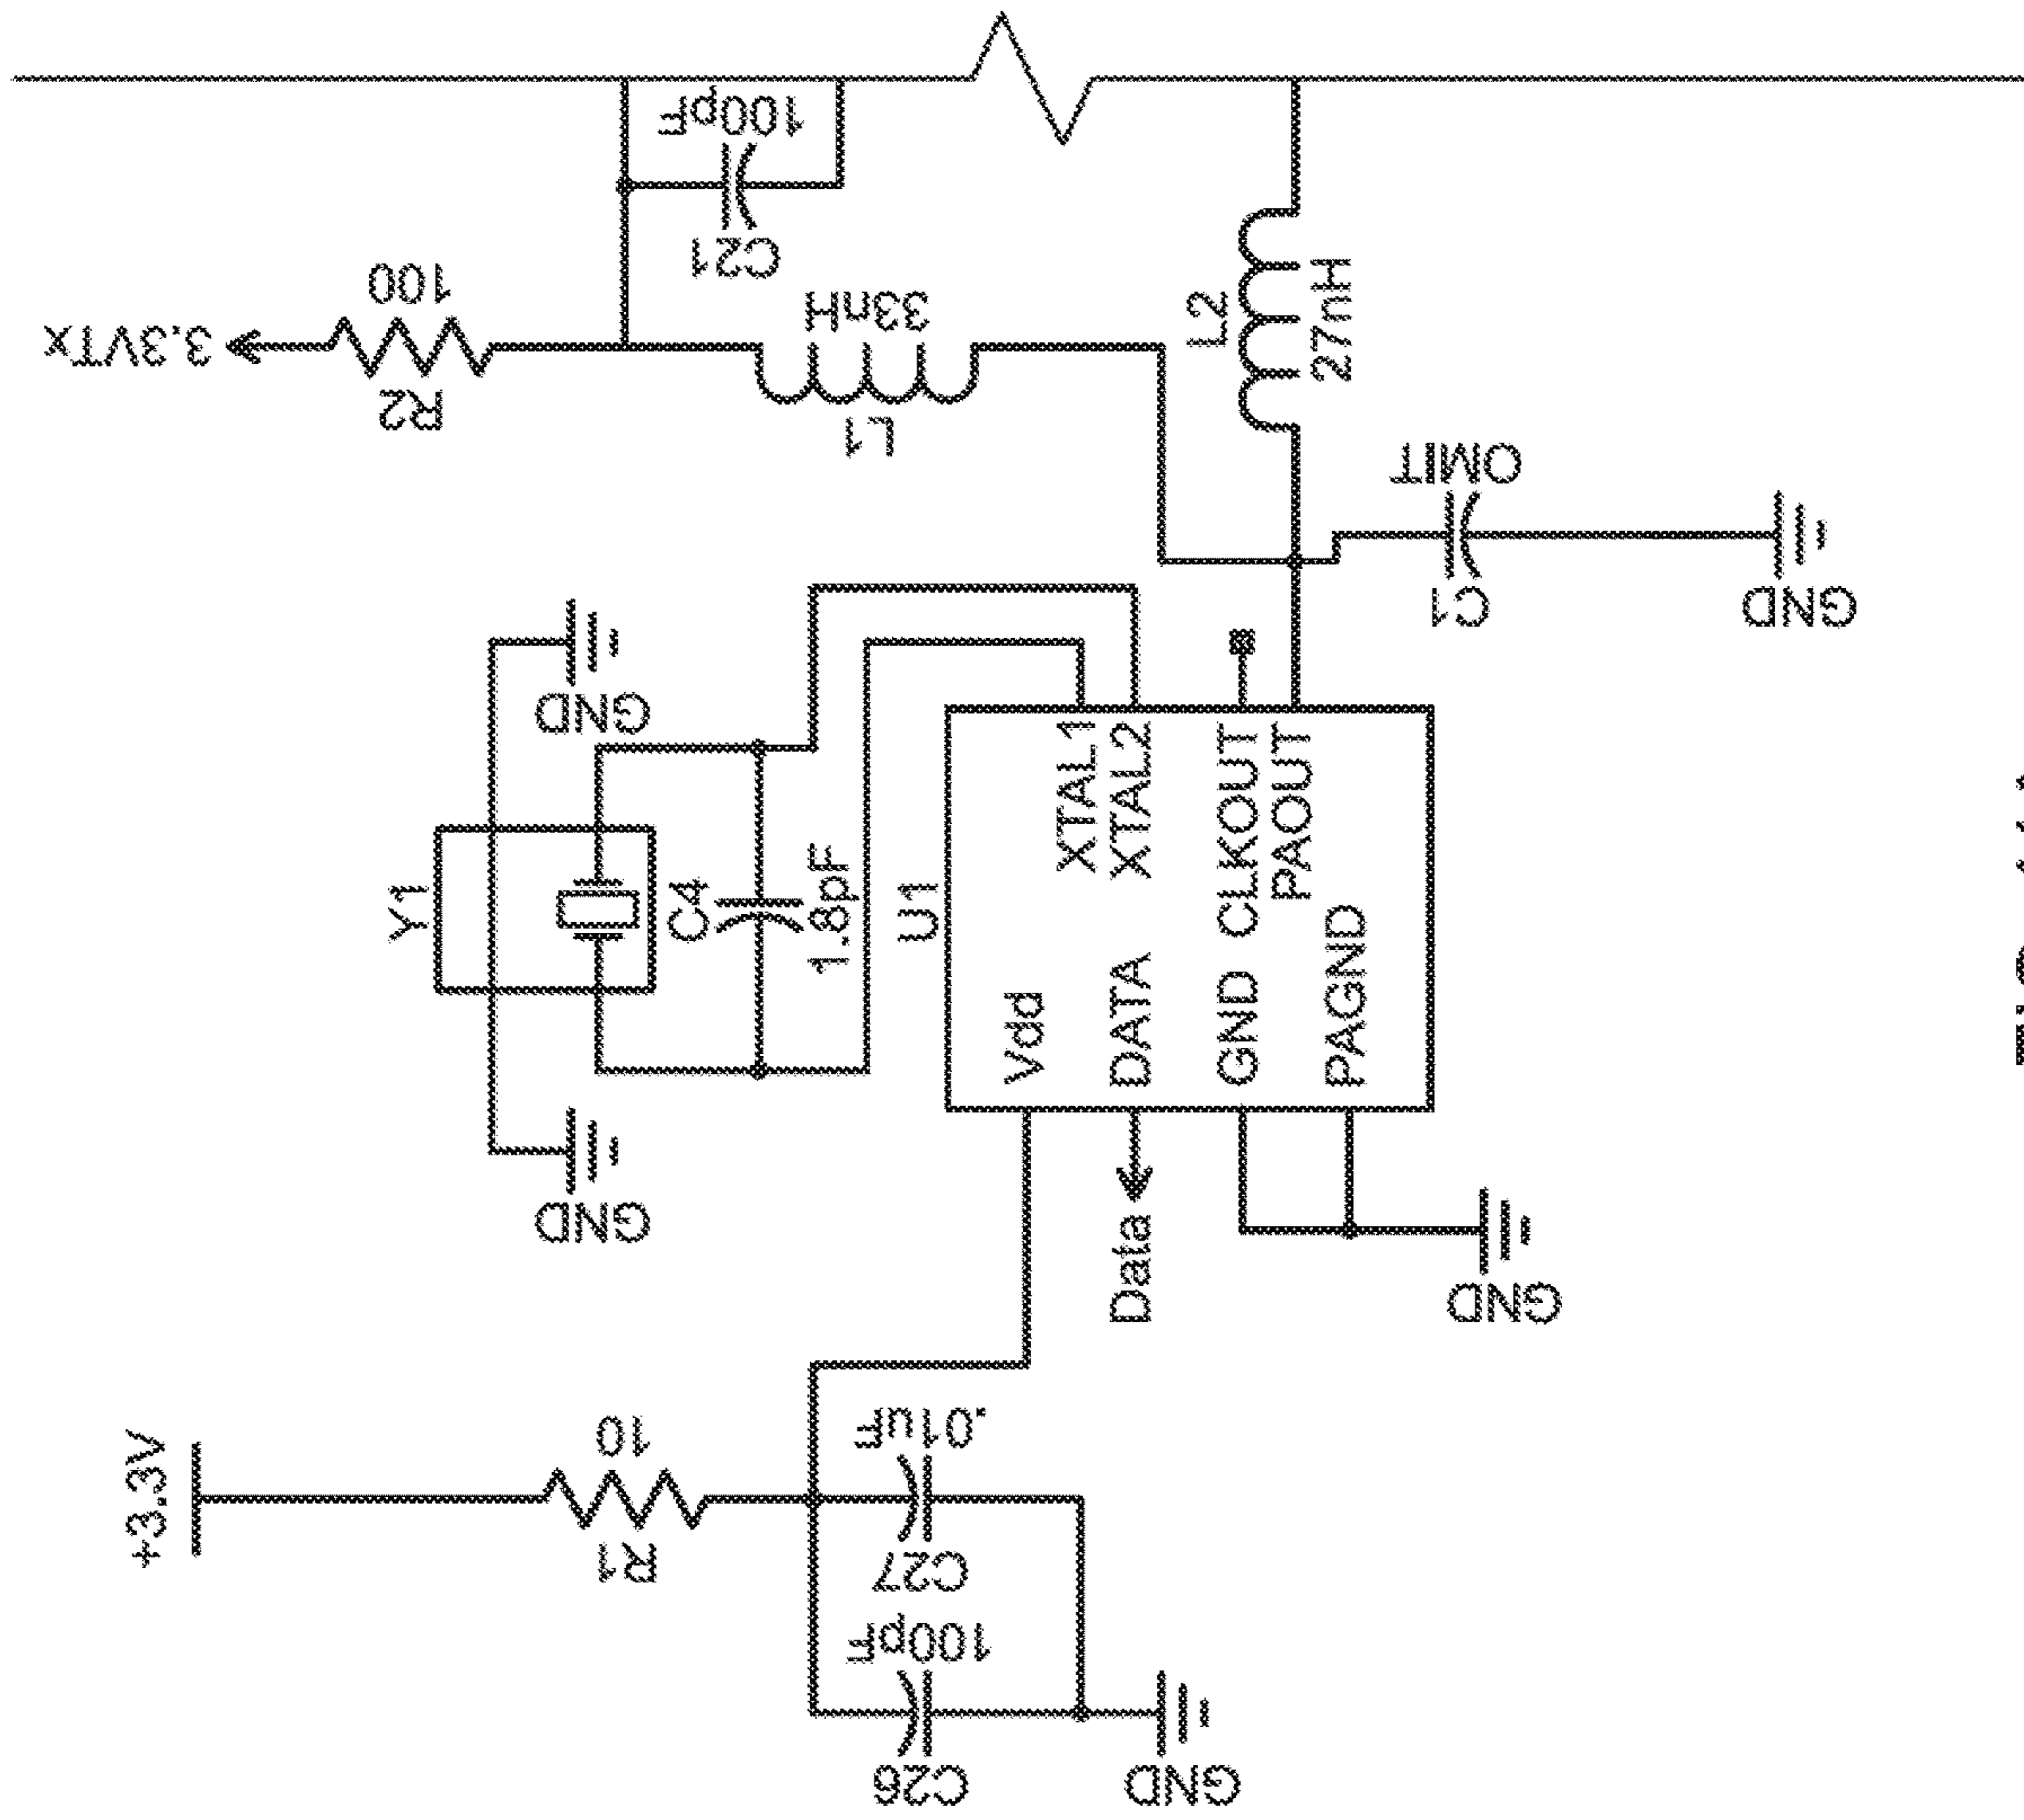 +3.3V
R1
10
C27
.01uF
C26
100pF
GND
Y1
GND
GND
C4
1.8pF
3.3VTx
R2
100
C21
100pF
L1
33nH
L2
27nH
C1
OMIT
GND
U1
Vdd
XTAL1
DATA
XTAL2
GND
CLKOUT
PAOUT
PAGND
Data
GND